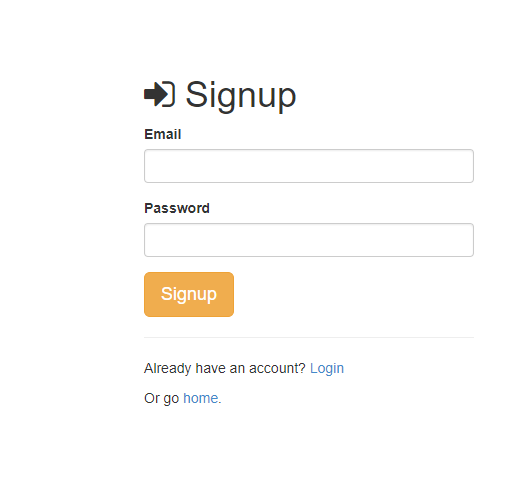 Signup
Email
Password
Signup
Already have an account? Login
Or go home.